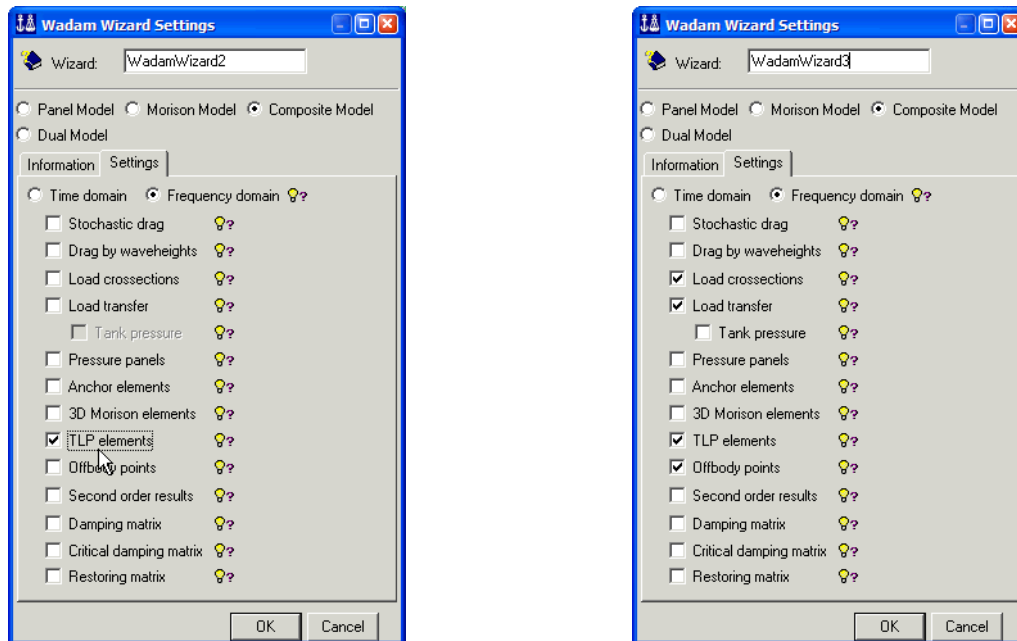 Wadam Wizard Settings
Wizard: WadamWizard2
Panel Model Morison Model Composite Model
Dual Model
Information Settings
Time domain Frequency domain ?
Stochastic drag ?
Drag by waveheights ?
Load crossections ?
Load transfer ?
Tank pressure ?
Pressure panels ?
Anchor elements ?
3D Morison elements ?
TLP elements ?
Offbody points ?
Second order results ?
Damping matrix ?
Critical damping matrix ?
Restoring matrix ?
OK Cancel
Wadam Wizard Settings
Wizard: WadamWizard3
Panel Model Morison Model Composite Model
Dual Model
Information Settings
Time domain Frequency domain ?
Stochastic drag ?
Drag by waveheights ?
Load crossections ?
Load transfer ?
Tank pressure ?
Pressure panels ?
Anchor elements ?
3D Morison elements ?
TLP elements ?
Offbody points ?
Second order results ?
Damping matrix ?
Critical damping matrix ?
Restoring matrix ?
OK Cancel